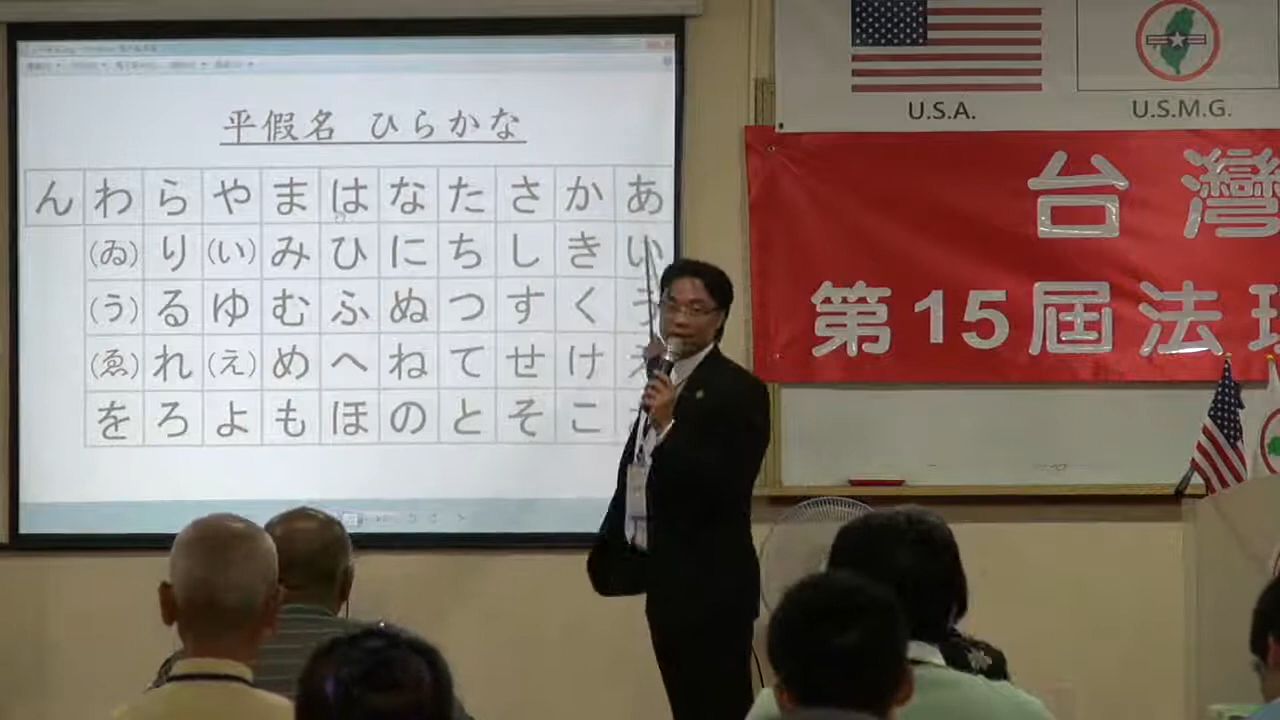 平假名 ひらかな
ん わ ら や ま は な た さ か あ
(ゐ) り (い) み ひ に ち し き い
(う) る ゆ む ふ ぬ つ す く
(ゑ) れ (え) め へ ね て せ け
を ろ よ も ほ の と そ こ
U.S.A.
U.S.M.G.
台灣
第15屆法